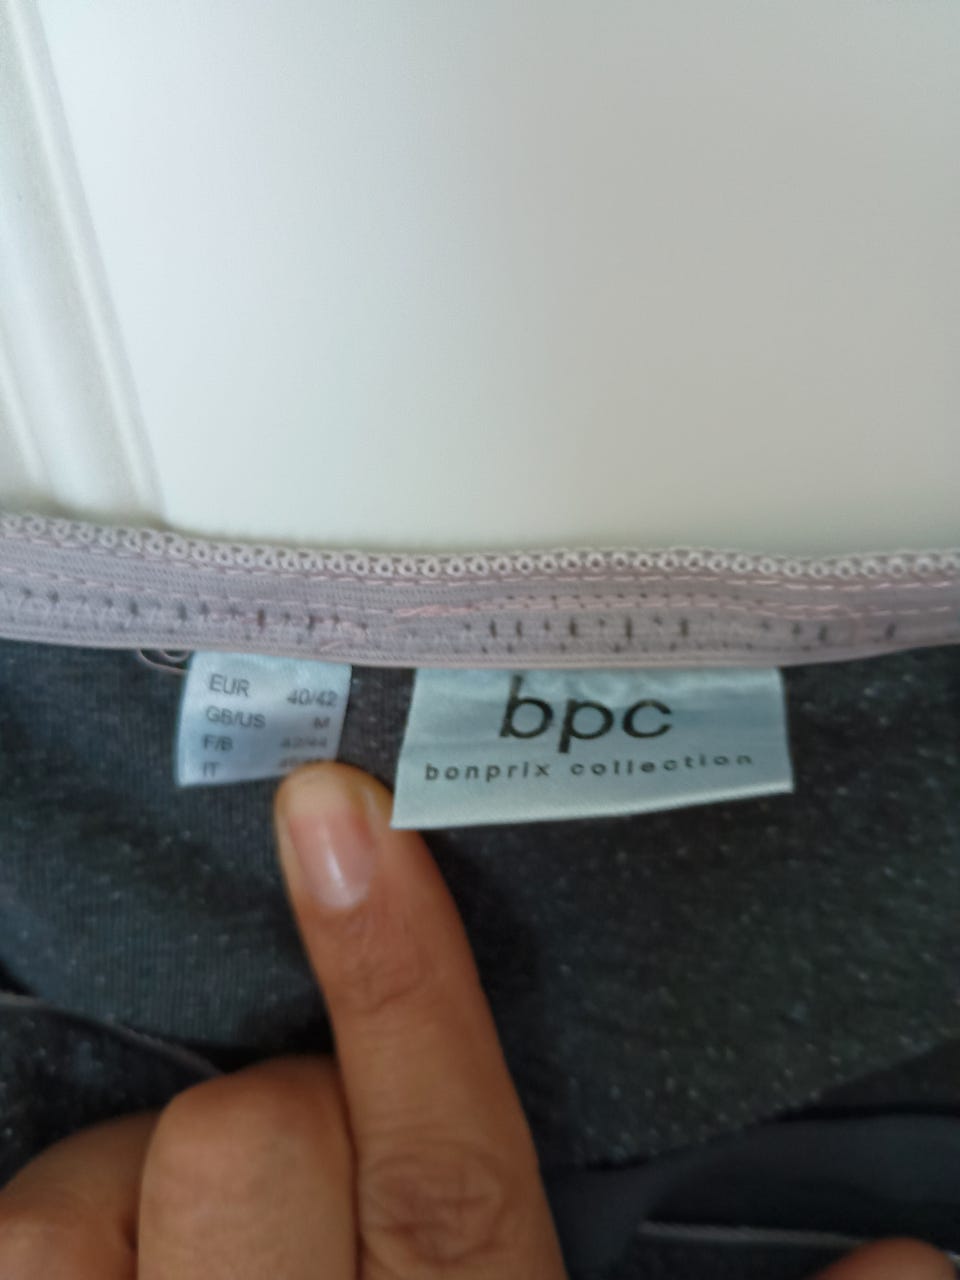 EUR 40/42
GB/US M
F/B 42/44
IT
bpc
bonprix collection